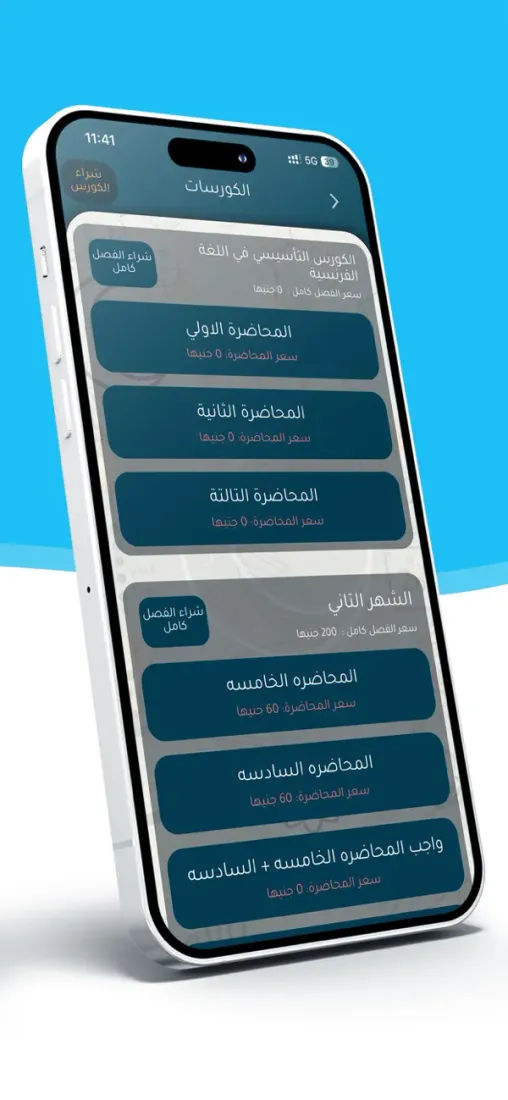 11:41
5G 39
الكورسات
شراء
الكورس
الكورس التأسيسي في اللغة
الفرنسية
سعر الفصل كامل : 0 جنيها
شراء الفصل
كامل
المحاضرة الاولي
سعر المحاضرة: 0 جنيها
المحاضرة الثانية
سعر المحاضرة: 0 جنيها
المحاضرة التالتة
سعر المحاضرة: 0 جنيها
الشهر التاني
سعر الفصل كامل : 200 جنيها
شراء الفصل
كامل
المحاضره الخامسه
سعر المحاضرة: 60 جنيها
المحاضره السادسه
سعر المحاضرة: 60 جنيها
واجب المحاضره الخامسه + السادسه
سعر المحاضرة: 0 جنيها